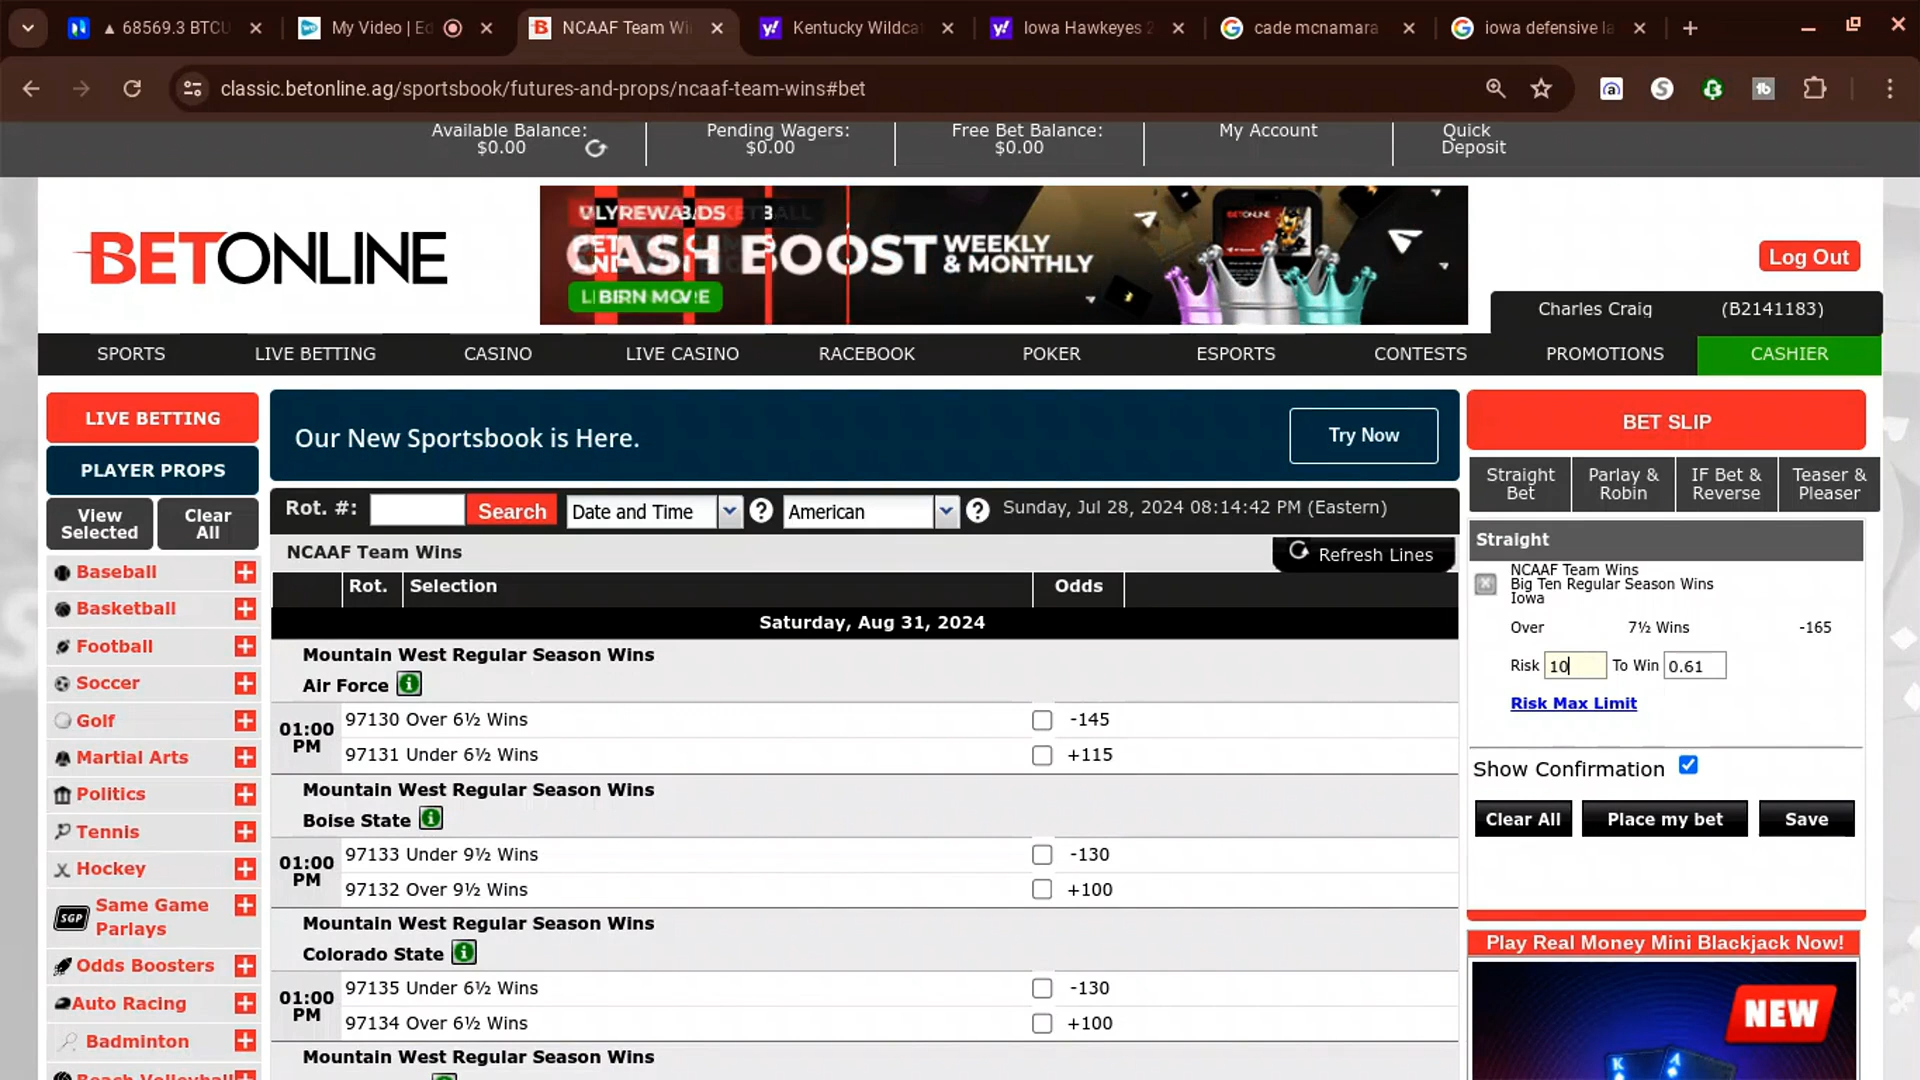 68569.3 BTCU
My Video | Ed
NCAAF Team Wi
Kentucky Wildca
Iowa Hawkeyes 2
cade mcnamara
iowa defensive la
classic.betonline.ag/sportsbook/futures-and-props/ncaaf-team-wins#bet
Available Balance:
$0.00
Pending Wagers:
$0.00
Free Bet Balance:
$0.00
My Account
Quick
Deposit
BETONLINE
CASH BOOST WEEKLY
& MONTHLY
Log Out
Charles Craig (B2141183)
SPORTS LIVE BETTING CASINO LIVE CASINO RACEBOOK POKER ESPORTS CONTESTS PROMOTIONS CASHIER
LIVE BETTING
PLAYER PROPS
View
Selected
Clear
All
Baseball
Basketball
Football
Soccer
Golf
Martial Arts
Politics
Tennis
Hockey
SGP
Same Game
Parlays
Odds Boosters
Auto Racing
Badminton
Beach Volleyball
Our New Sportsbook is Here.
Try Now
Rot. #:
Search
Date and Time
?
American
?
Sunday, Jul 28, 2024 08:14:42 PM (Eastern)
NCAAF Team Wins
Refresh Lines
Rot. Selection Odds
Saturday, Aug 31, 2024
Mountain West Regular Season Wins
Air Force
01:00
PM
97130 Over 6½ Wins -145
97131 Under 6½ Wins +115
Mountain West Regular Season Wins
Boise State
01:00
PM
97133 Under 9½ Wins -130
97132 Over 9½ Wins +100
Mountain West Regular Season Wins
Colorado State
01:00
PM
97135 Under 6½ Wins -130
97134 Over 6½ Wins +100
Mountain West Regular Season Wins
BET SLIP
Straight
Bet
Parlay &
Robin
IF Bet &
Reverse
Teaser &
Pleaser
Straight
NCAAF Team Wins
Big Ten Regular Season Wins
Iowa
Over 7½ Wins -165
Risk 10 To Win 0.61
Risk Max Limit
Show Confirmation
Clear All
Place my bet
Save
Play Real Money Mini Blackjack Now!
NEW
K
A